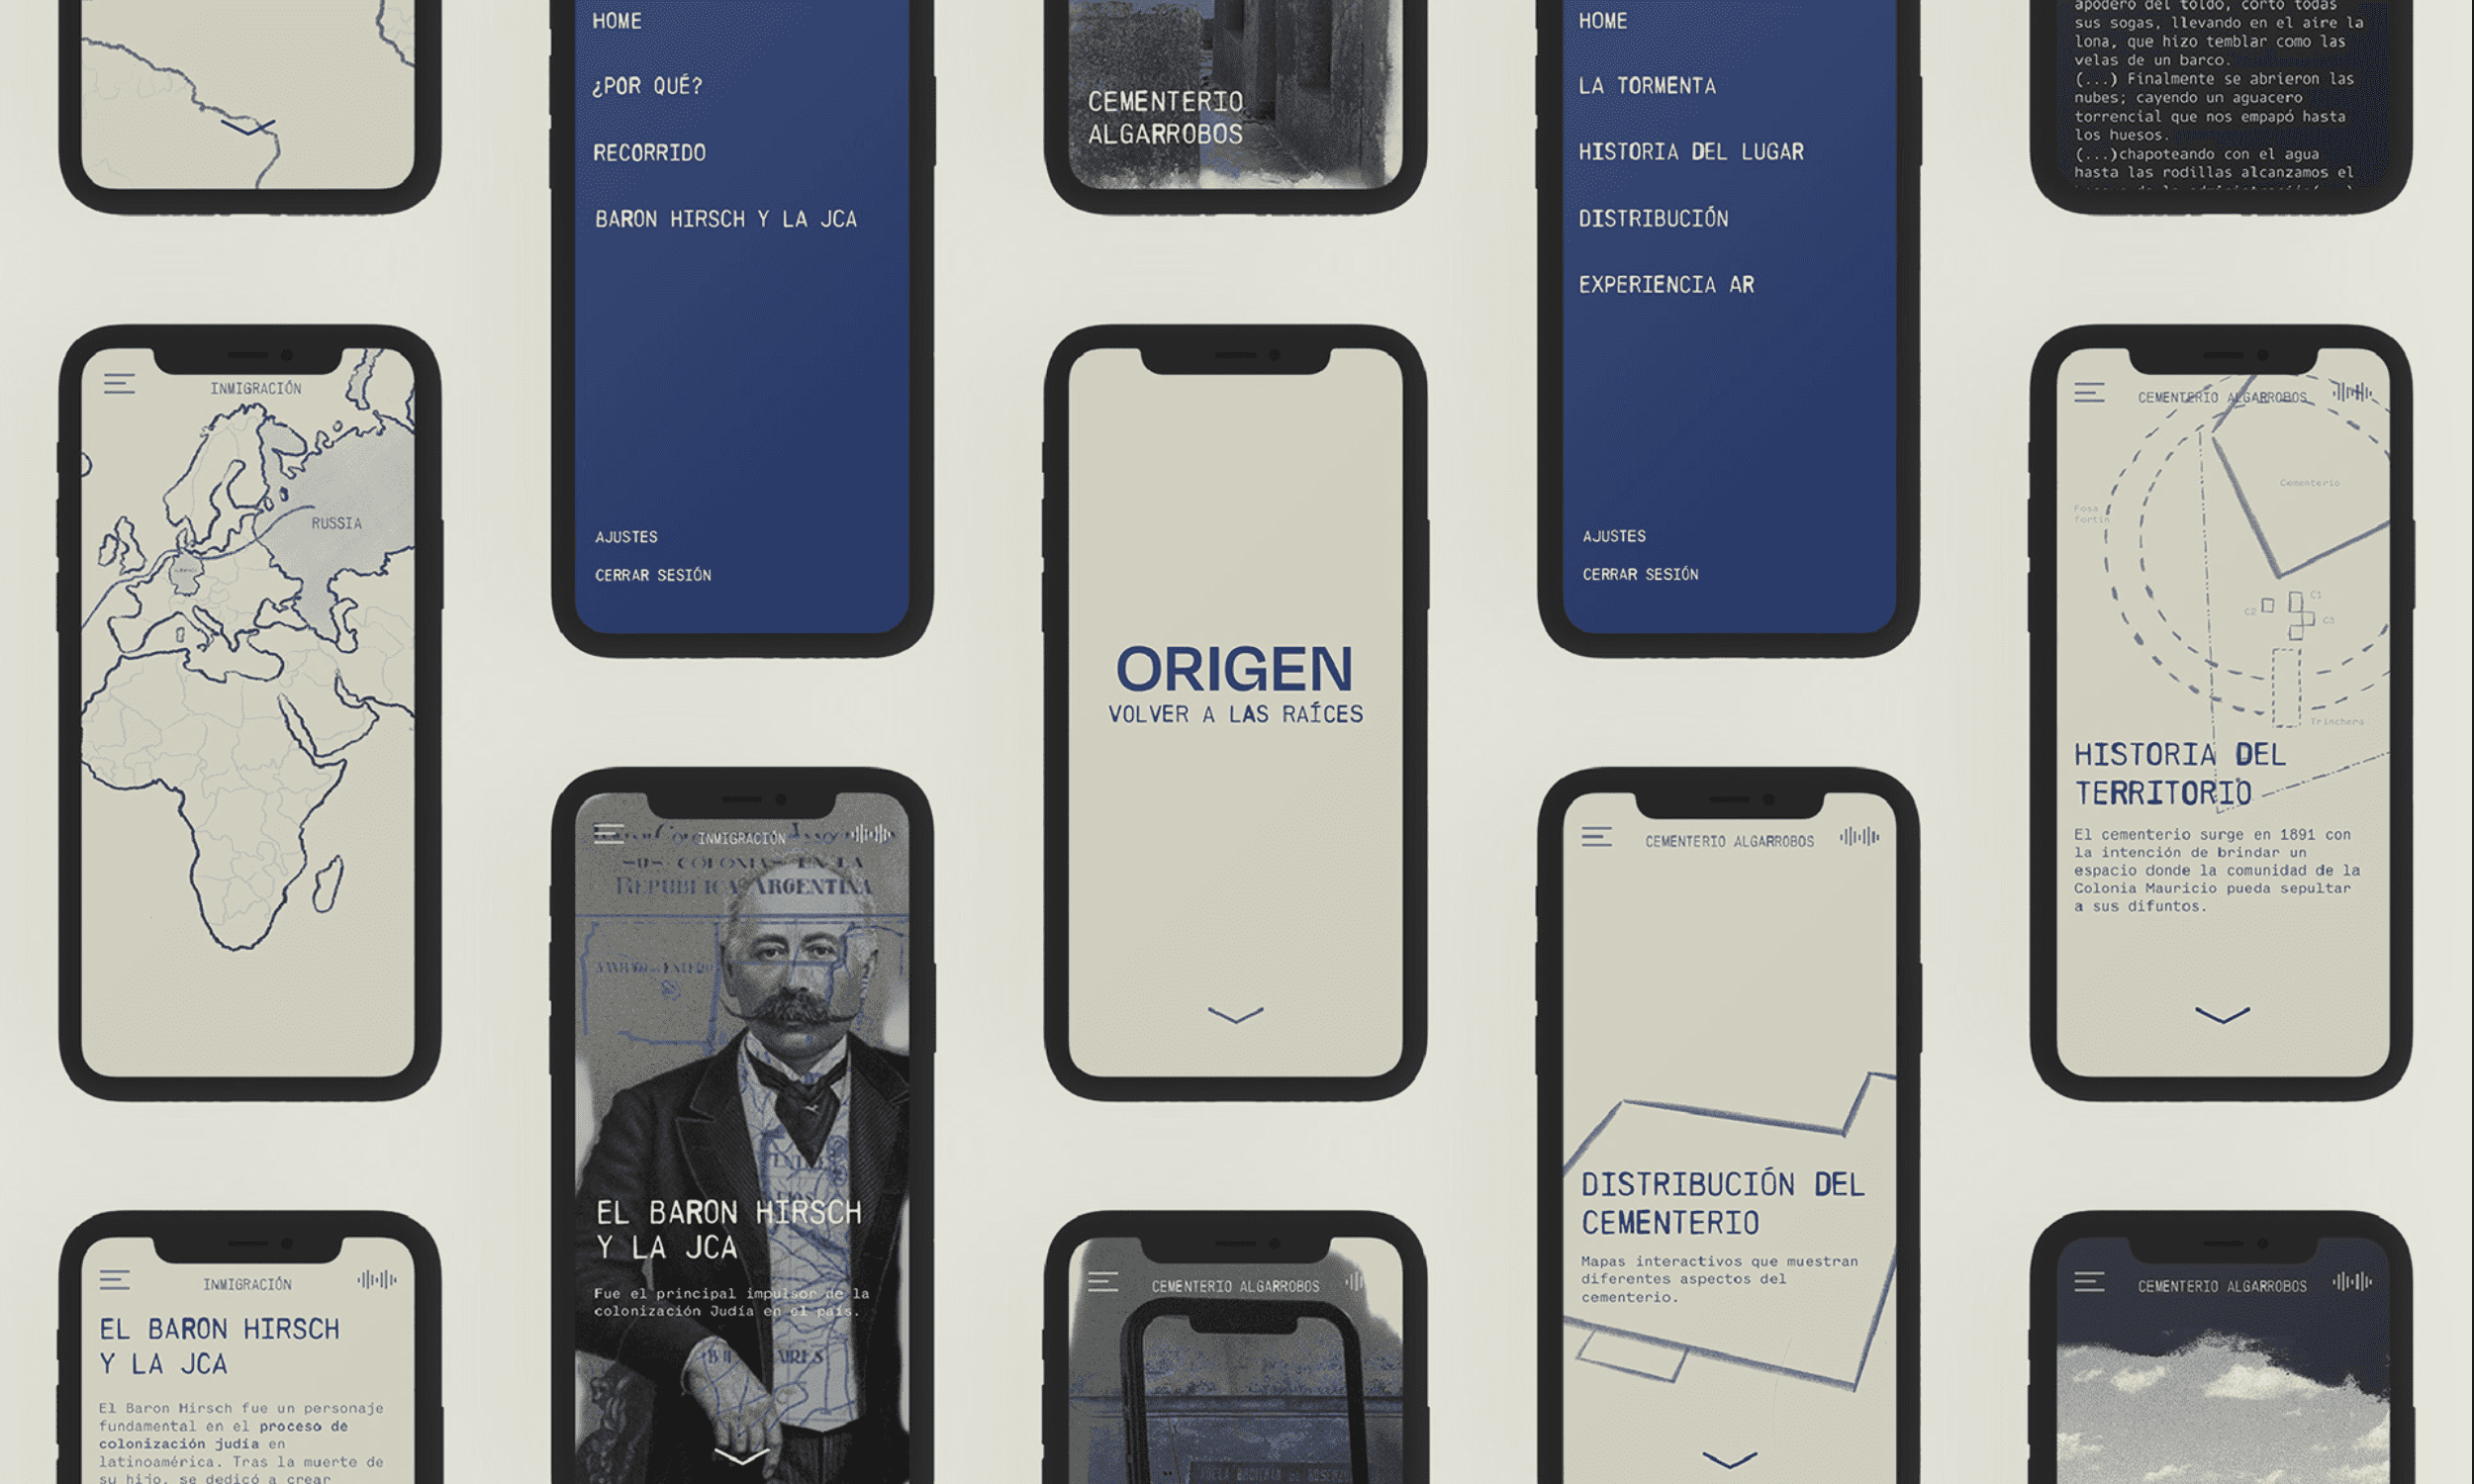 HOME
¿POR QUÉ?
RECORRIDO
BARON HIRSCH Y LA JCA
AJUSTES
CERRAR SESIÓN
CEMENTERIO
ALGARROBOS
HOME
LA TORMENTA
HISTORIA DEL LUGAR
DISTRIBUCIÓN
EXPERIENCIA AR
AJUSTES
CERRAR SESIÓN
apoderó del toldo, cortó todas
sus sogas, llevando en el aire la
lona, que hizo temblar como las
velas de un barco.
(...) Finalmente se abrieron las
nubes; cayendo un aguacero
torrencial que nos empapó hasta
los huesos.
(...)chapoteando con el agua
hasta las rodillas alcanzamos el
INMIGRACIÓN
RUSSIA
ORIGEN
VOLVER A LAS RAÍCES
CEMENTERIO ALGARROBOS
Cementerio
Fosa
fortín
C1
C2
C3
Trinchera
HISTORIA DEL
TERRITORIO
El cementerio surge en 1891 con
la intención de brindar un
espacio donde la comunidad de la
Colonia Mauricio pueda sepultar
a sus difuntos.
INMIGRACIÓN
SUS COLONIAS EN LA
REPUBLICA ARGENTINA
EL BARON HIRSCH
Y LA JCA
Fue el principal impulsor de la
colonización Judía en el país.
CEMENTERIO ALGARROBOS
DISTRIBUCIÓN DEL
CEMENTERIO
Mapas interactivos que muestran
diferentes aspectos del
cementerio.
INMIGRACIÓN
EL BARON HIRSCH
Y LA JCA
El Baron Hirsch fue un personaje
fundamental en el proceso de
colonización judía en
latinoamérica. Tras la muerte de
su hijo, se dedicó a crear
CEMENTERIO ALGARROBOS
CEMENTERIO ALGARROBOS